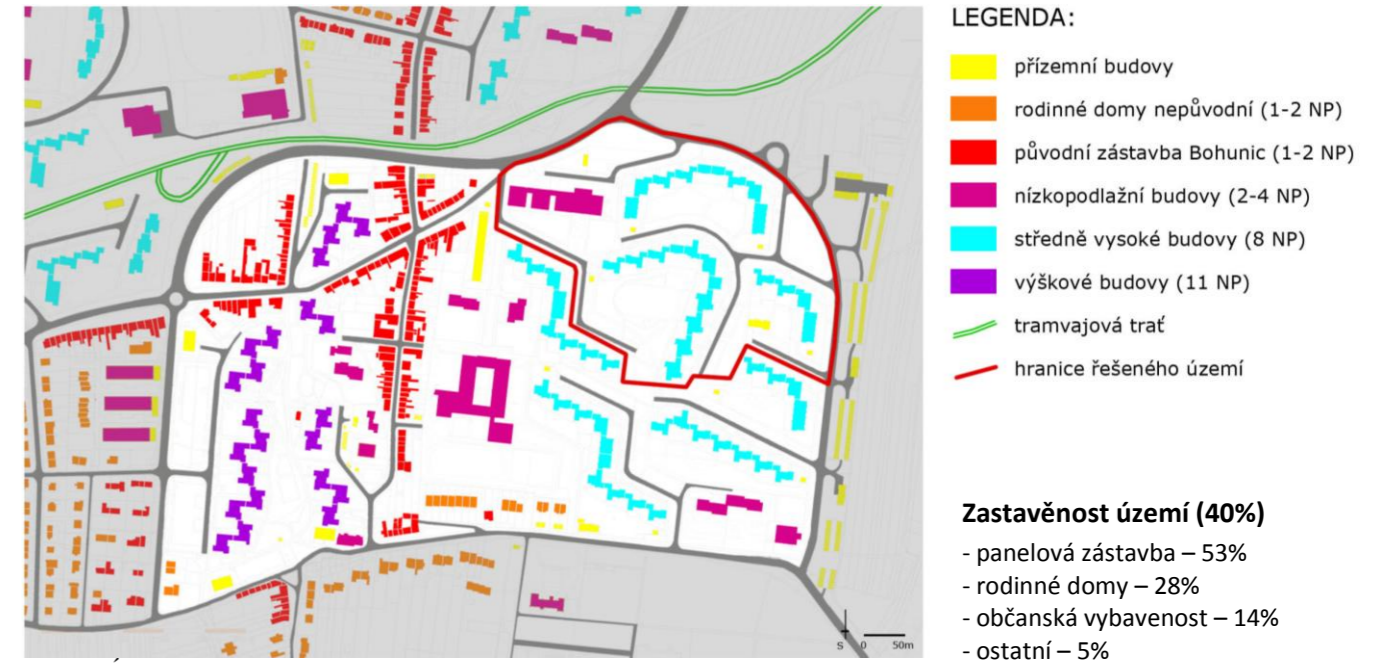 LEGENDA:
přízemní budovy
rodinné domy nepůvodní (1-2 NP)
původní zástavba Bohunic (1-2 NP)
nízkopodlažní budovy (2-4 NP)
středně vysoké budovy (8 NP)
výškové budovy (11 NP)
tramvajová trať
hranice řešeného území
Zastavěnost území (40%)
- panelová zástavba – 53%
- rodinné domy – 28%
- občanská vybavenost – 14%
- ostatní – 5%
S 0 50m